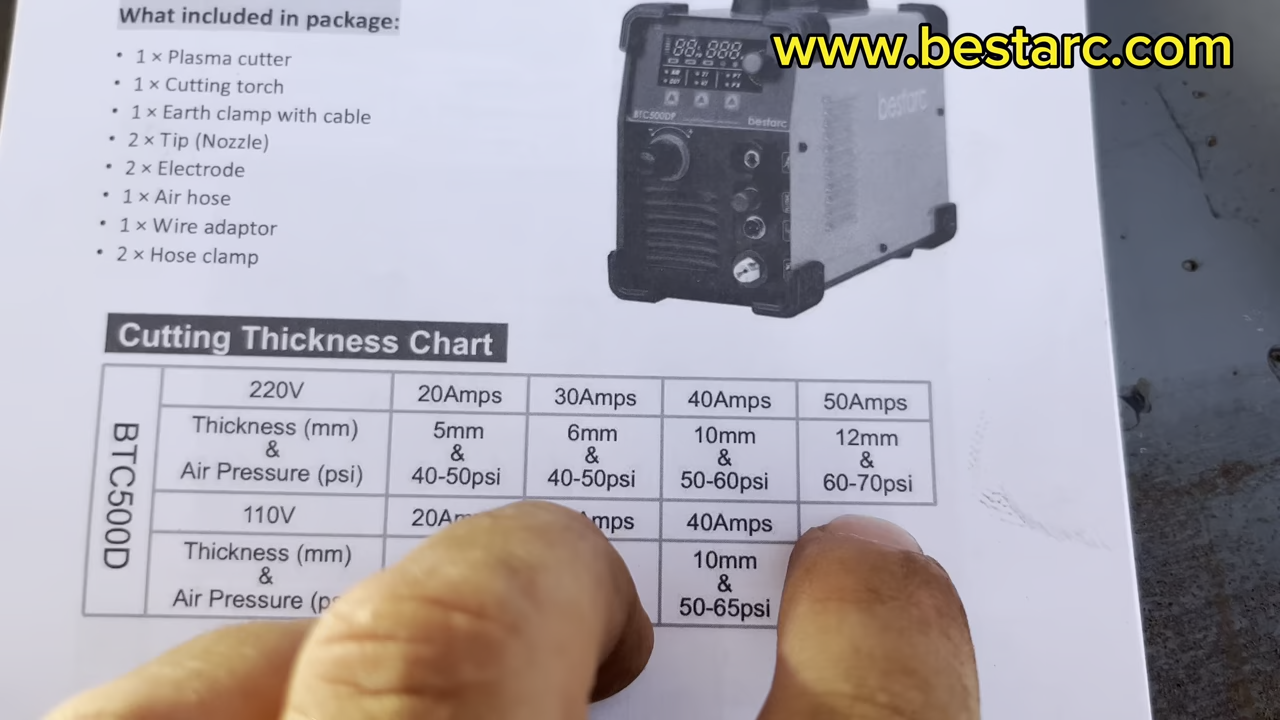 What included in package:
www.bestarc.com
• 1 × Plasma cutter
• 1 × Cutting torch
• 1 × Earth clamp with cable
• 2 × Tip (Nozzle)
• 2 × Electrode
• 1 × Air hose
• 1 × Wire adaptor
• 2 × Hose clamp
BTC500DP
bestarc
bestarc
Cutting Thickness Chart
BTC500D
220V 20Amps 30Amps 40Amps 50Amps
Thickness (mm) 5mm 6mm 10mm 12mm
& & & & &
Air Pressure (psi) 40-50psi 40-50psi 50-60psi 60-70psi
110V 40Amps
Thickness (mm) 10mm
& &
Air Pressure 50-65psi